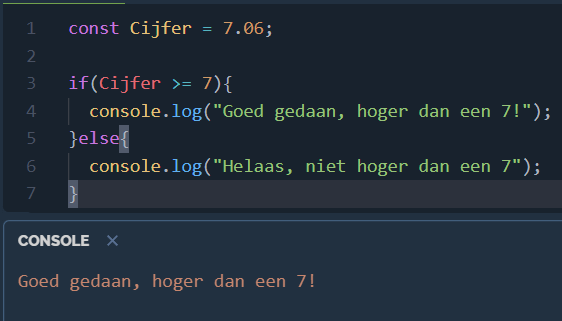 1 const Cijfer = 7.06;
2
3 if(Cijfer >= 7){
4   console.log("Goed gedaan, hoger dan een 7!");
5 }else{
6   console.log("Helaas, niet hoger dan een 7");
7 }
CONSOLE ×
Goed gedaan, hoger dan een 7!